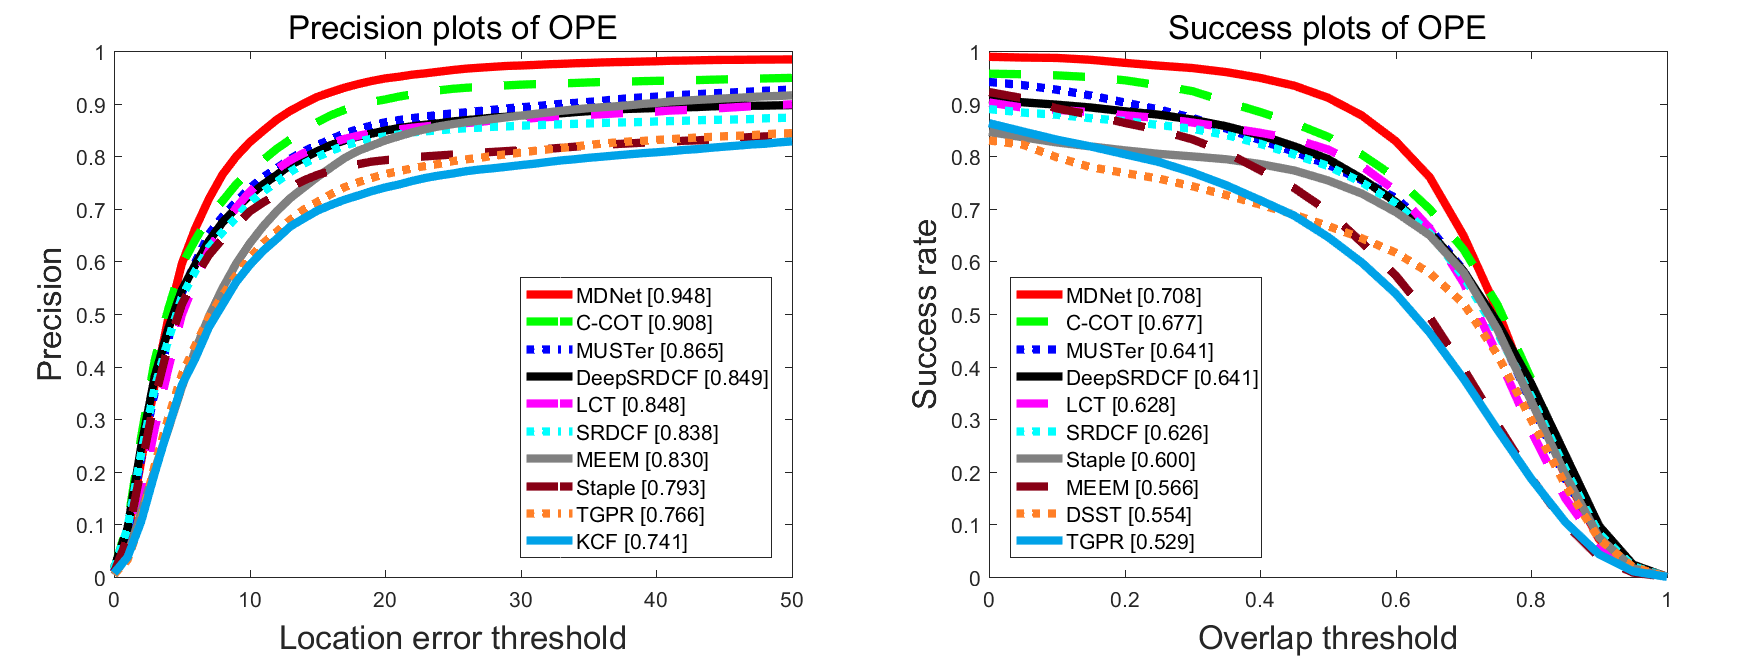 Precision plots of OPE
1
0.9
0.8
0.7
0.6
0.5
0.4
0.3
0.2
0.1
0
0
10
20
30
40
50
Precision
Location error threshold
MDNet [0.948]
C-COT [0.908]
MUSTer [0.865]
DeepSRDCF [0.849]
LCT [0.848]
SRDCF [0.838]
MEEM [0.830]
Staple [0.793]
TGPR [0.766]
KCF [0.741]
Success plots of OPE
1
0.9
0.8
0.7
0.6
0.5
0.4
0.3
0.2
0.1
0
0
0.2
0.4
0.6
0.8
1
Success rate
Overlap threshold
MDNet [0.708]
C-COT [0.677]
MUSTer [0.641]
DeepSRDCF [0.641]
LCT [0.628]
SRDCF [0.626]
Staple [0.600]
MEEM [0.566]
DSST [0.554]
TGPR [0.529]